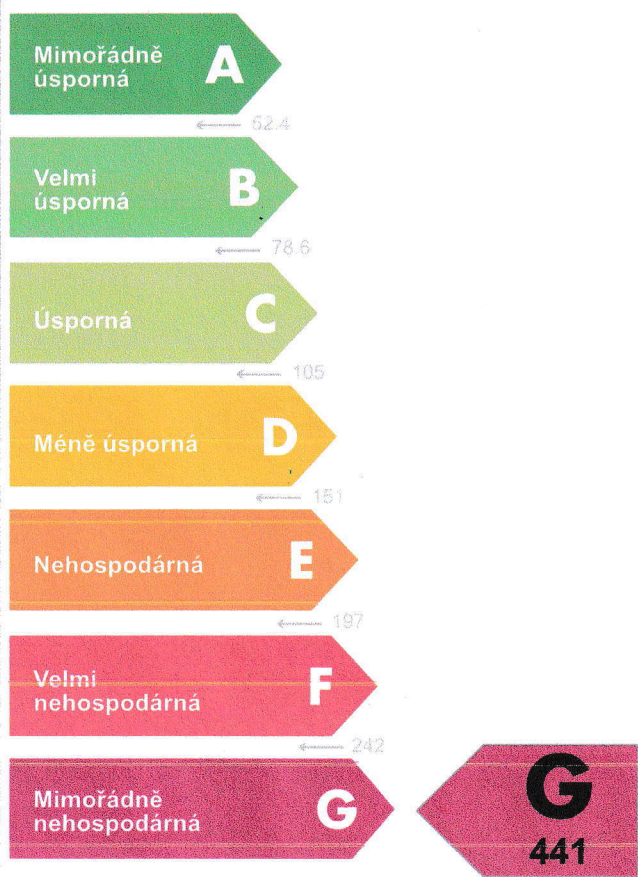 Mimořádně
úsporná
A
62.4
Velmi
úsporná
B
78.6
Úsporná
C
105
Méně úsporná
D
151
Nehospodárná
E
197
Velmi
nehospodárná
F
242
Mimořádně
nehospodárná
G
G
441